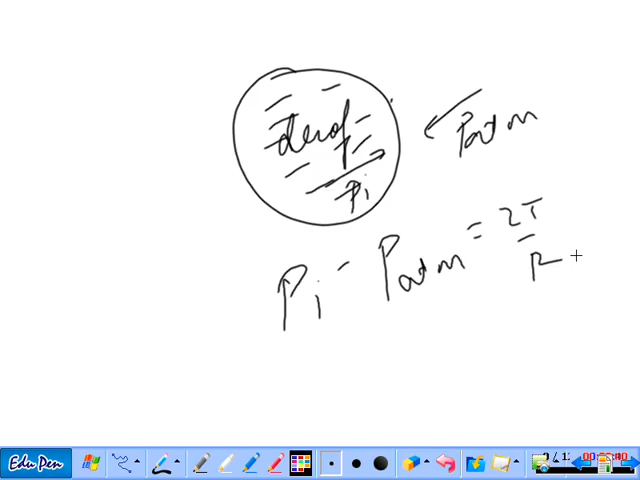 drop
Patm
Pi
Pi - Patm = 2T
R
Edu Pen